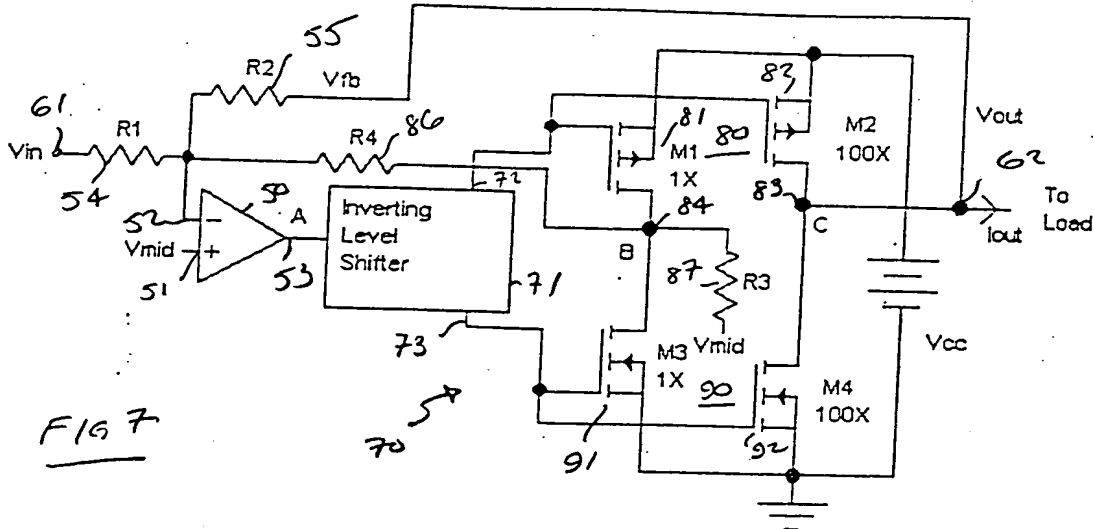 55
R2
Vfb
61
Vin
R1
54
R4
86
82
81
80
M2
100X
Vout
62
M1
1X
72
52
50
A
Vmid
51
53
Inverting
Level
Shifter
71
84
B
83
C
To
Load
Iout
87
R3
Vmid
73
M3
1X
90
M4
100X
Vcc
FIG 7
70
91
92